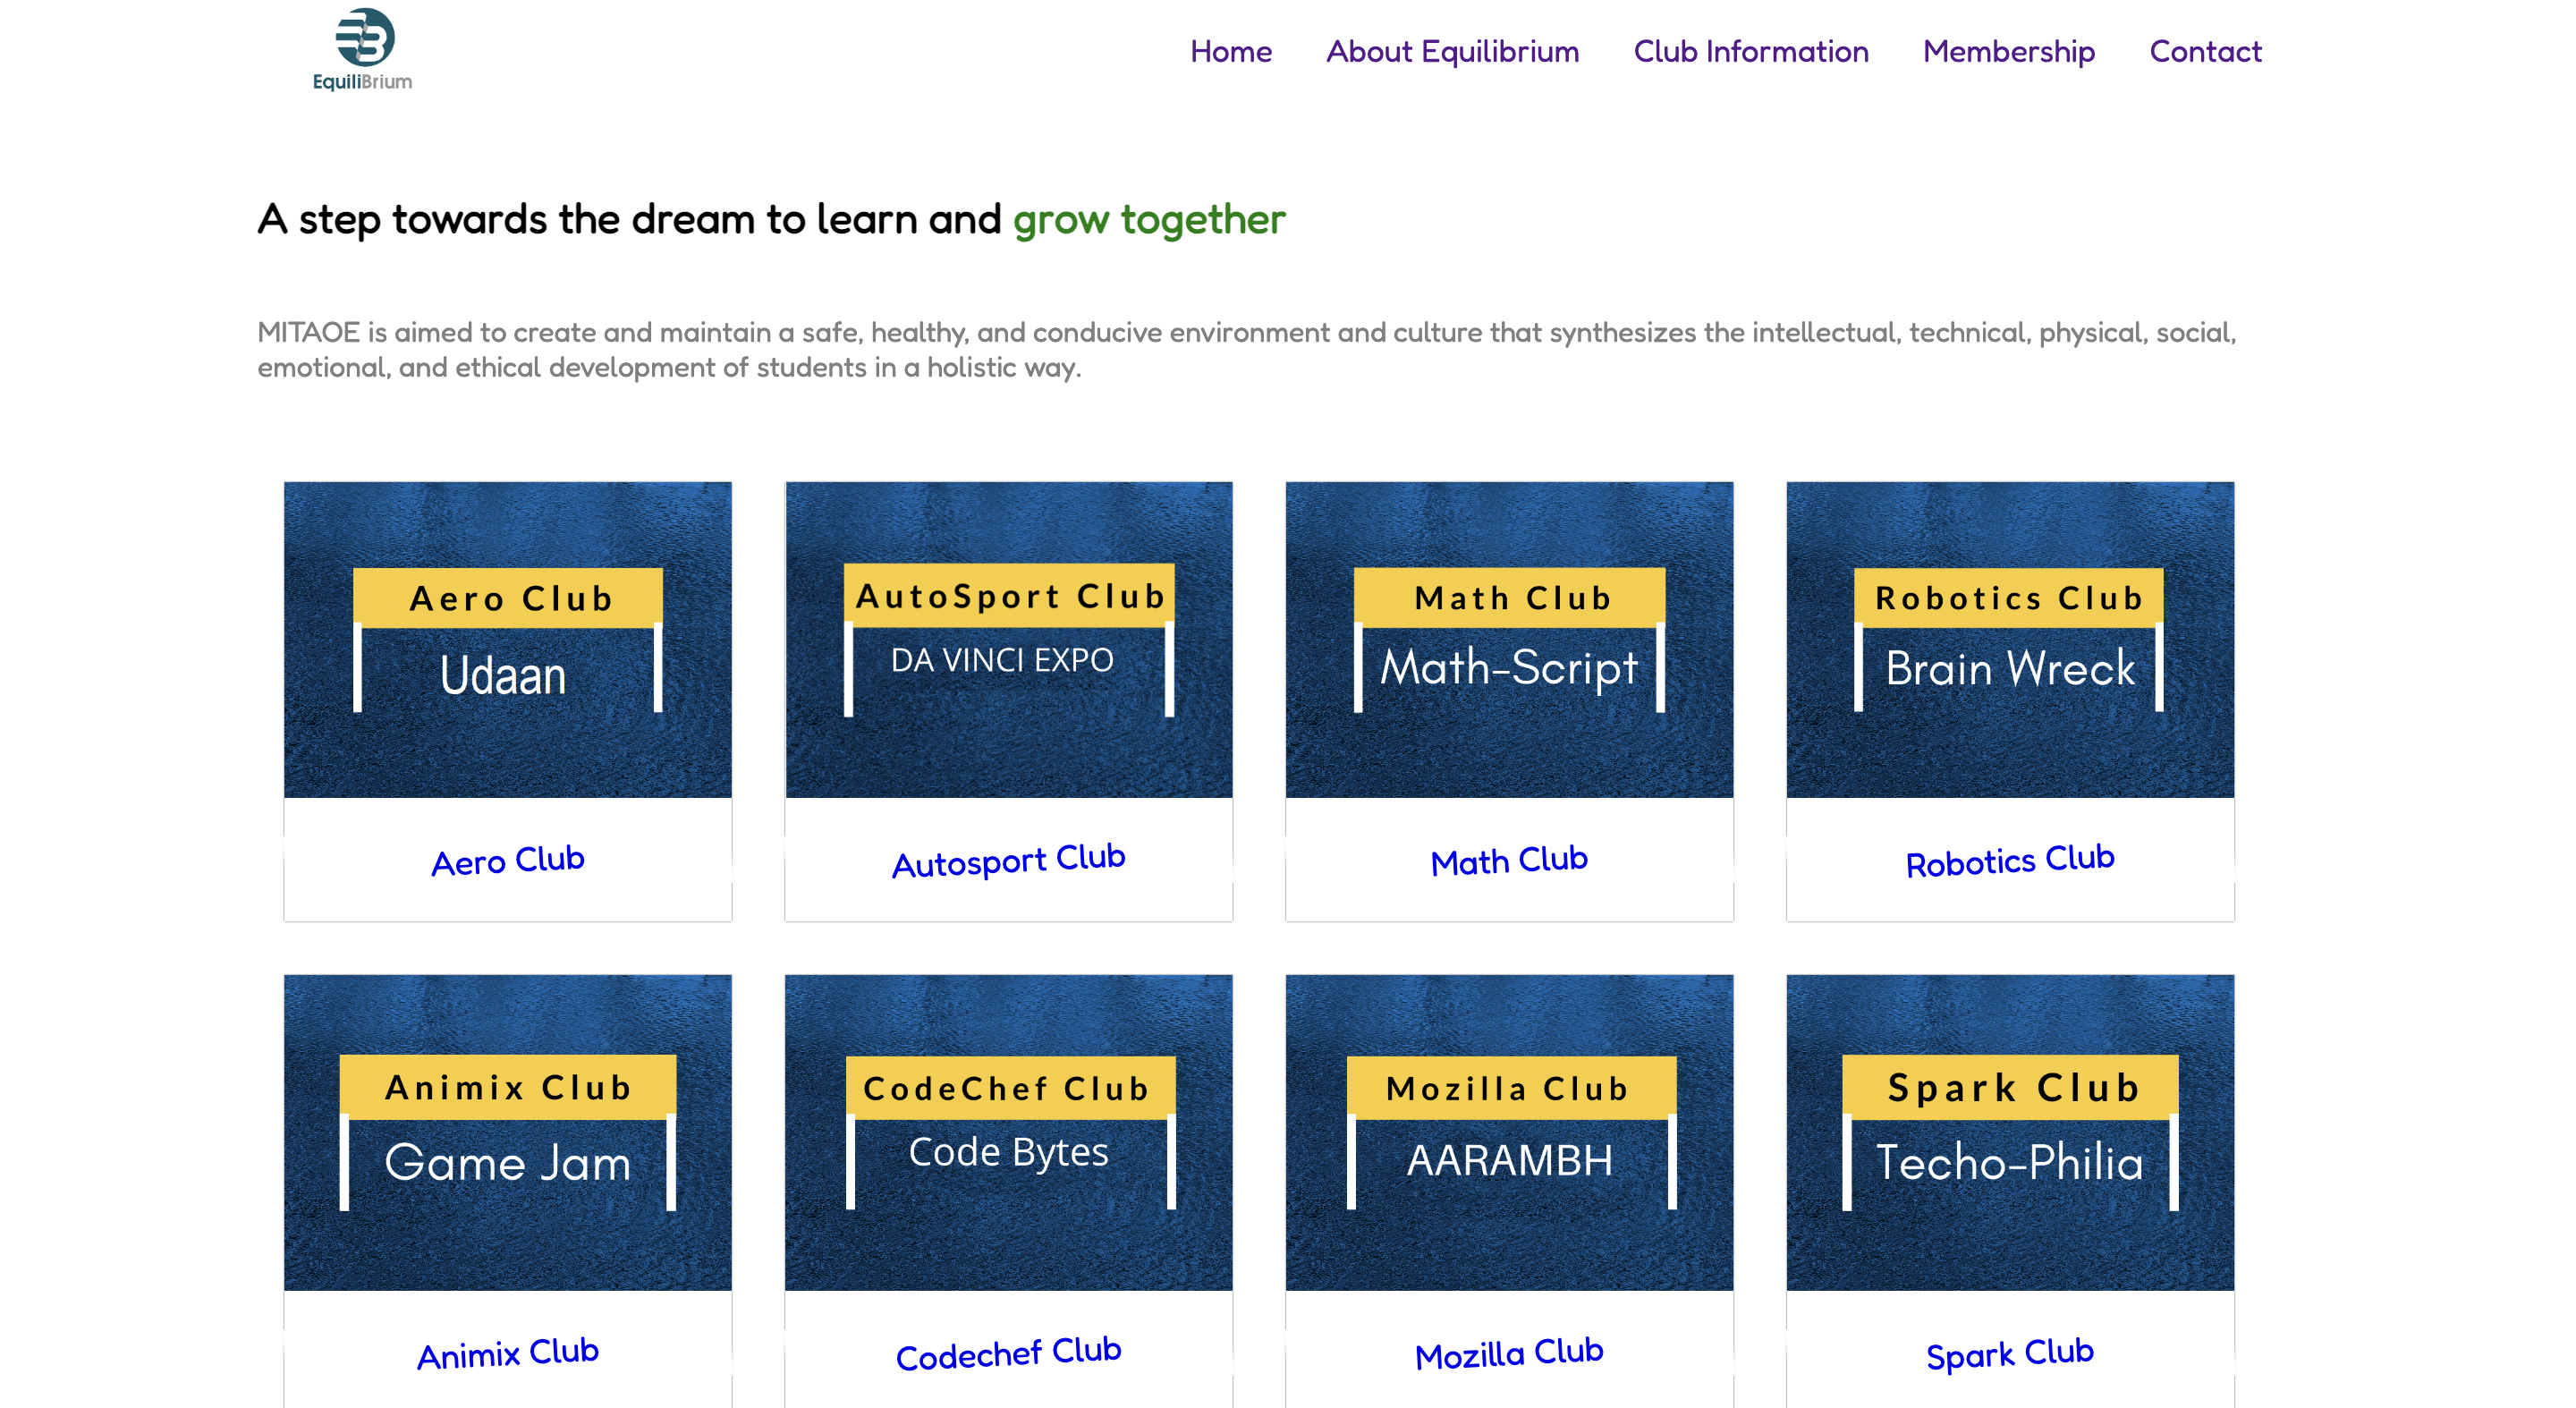 EquiliBrium
Home About Equilibrium Club Information Membership Contact
A step towards the dream to learn and grow together
MITAOE is aimed to create and maintain a safe, healthy, and conducive environment and culture that synthesizes the intellectual, technical, physical, social,
emotional, and ethical development of students in a holistic way.
Aero Club
Udaan
Aero Club
AutoSport Club
DA VINCI EXPO
Autosport Club
Math Club
Math-Script
Math Club
Robotics Club
Brain Wreck
Robotics Club
Animix Club
Game Jam
Animix Club
CodeChef Club
Code Bytes
Codechef Club
Mozilla Club
AARAMBH
Mozilla Club
Spark Club
Techo-Philia
Spark Club